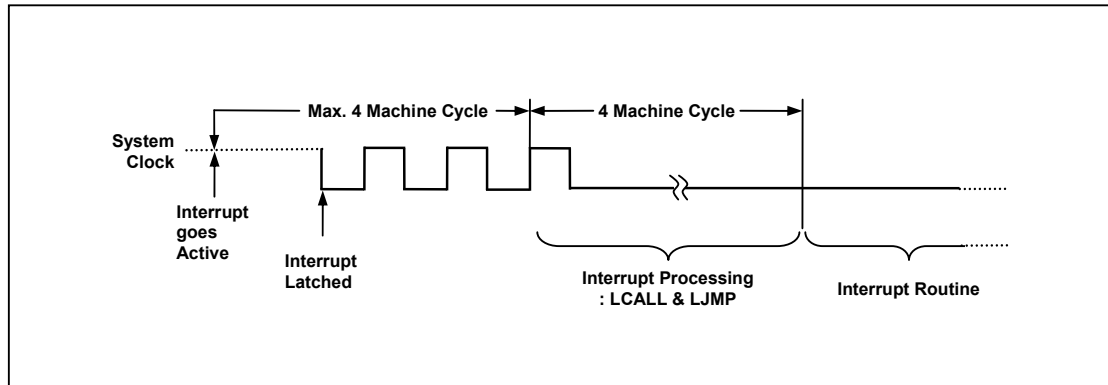 Max. 4 Machine Cycle
4 Machine Cycle
System
Clock
Interrupt
goes
Active
Interrupt
Latched
Interrupt Processing
: LCALL & LJMP
Interrupt Routine